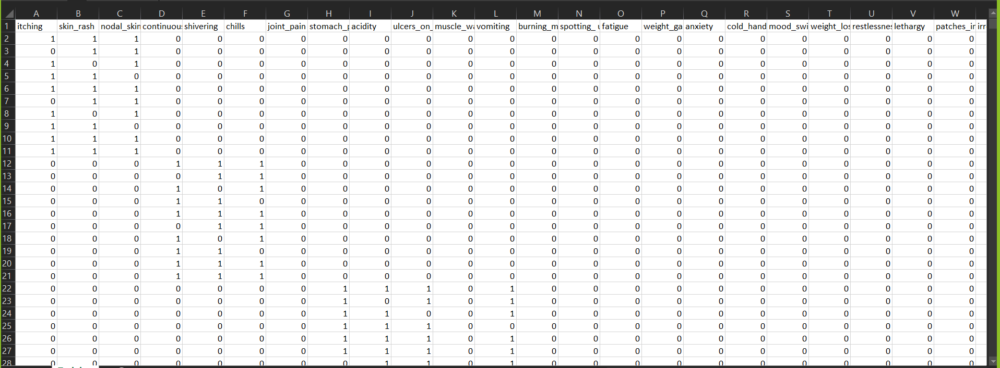 A B C D E F G H I J K L M N O P Q R S T U V W
1 itching skin_rash nodal_skin continuous shivering chills joint_pain stomach_p acidity ulcers_on_ muscle_wa vomiting burning_m spotting_ u fatigue weight_ga anxiety cold_hand mood_swi weight_los restlessnes lethargy patches_ir irr
2 1 1 1 0 0 0 0 0 0 0 0 0 0 0 0 0 0 0 0 0 0 0 0
3 0 1 1 0 0 0 0 0 0 0 0 0 0 0 0 0 0 0 0 0 0 0 0
4 1 0 1 0 0 0 0 0 0 0 0 0 0 0 0 0 0 0 0 0 0 0 0
5 1 1 0 0 0 0 0 0 0 0 0 0 0 0 0 0 0 0 0 0 0 0 0
6 1 1 1 0 0 0 0 0 0 0 0 0 0 0 0 0 0 0 0 0 0 0 0
7 0 1 1 0 0 0 0 0 0 0 0 0 0 0 0 0 0 0 0 0 0 0 0
8 1 0 1 0 0 0 0 0 0 0 0 0 0 0 0 0 0 0 0 0 0 0 0
9 1 1 0 0 0 0 0 0 0 0 0 0 0 0 0 0 0 0 0 0 0 0 0
10 1 1 1 0 0 0 0 0 0 0 0 0 0 0 0 0 0 0 0 0 0 0 0
11 1 1 1 0 0 0 0 0 0 0 0 0 0 0 0 0 0 0 0 0 0 0 0
12 0 0 0 1 1 1 0 0 0 0 0 0 0 0 0 0 0 0 0 0 0 0 0
13 0 0 0 0 1 1 0 0 0 0 0 0 0 0 0 0 0 0 0 0 0 0 0
14 0 0 0 1 0 1 0 0 0 0 0 0 0 0 0 0 0 0 0 0 0 0 0
15 0 0 0 1 1 0 0 0 0 0 0 0 0 0 0 0 0 0 0 0 0 0 0
16 0 0 0 1 1 1 0 0 0 0 0 0 0 0 0 0 0 0 0 0 0 0 0
17 0 0 0 0 1 1 0 0 0 0 0 0 0 0 0 0 0 0 0 0 0 0 0
18 0 0 0 1 0 1 0 0 0 0 0 0 0 0 0 0 0 0 0 0 0 0 0
19 0 0 0 1 1 0 0 0 0 0 0 0 0 0 0 0 0 0 0 0 0 0 0
20 0 0 0 1 1 1 0 0 0 0 0 0 0 0 0 0 0 0 0 0 0 0 0
21 0 0 0 1 1 1 0 0 0 0 0 0 0 0 0 0 0 0 0 0 0 0 0
22 0 0 0 0 0 0 0 1 1 1 0 1 0 0 0 0 0 0 0 0 0 0 0
23 0 0 0 0 0 0 0 1 0 1 0 1 0 0 0 0 0 0 0 0 0 0 0
24 0 0 0 0 0 0 0 1 1 0 0 1 0 0 0 0 0 0 0 0 0 0 0
25 0 0 0 0 0 0 0 1 1 1 0 0 0 0 0 0 0 0 0 0 0 0 0
26 0 0 0 0 0 0 0 1 1 1 0 1 0 0 0 0 0 0 0 0 0 0 0
27 0 0 0 0 0 0 0 1 1 1 0 1 0 0 0 0 0 0 0 0 0 0 0
28 0 0 0 0 0 0 0 0 1 1 0 1 0 0 0 0 0 0 0 0 0 0 0